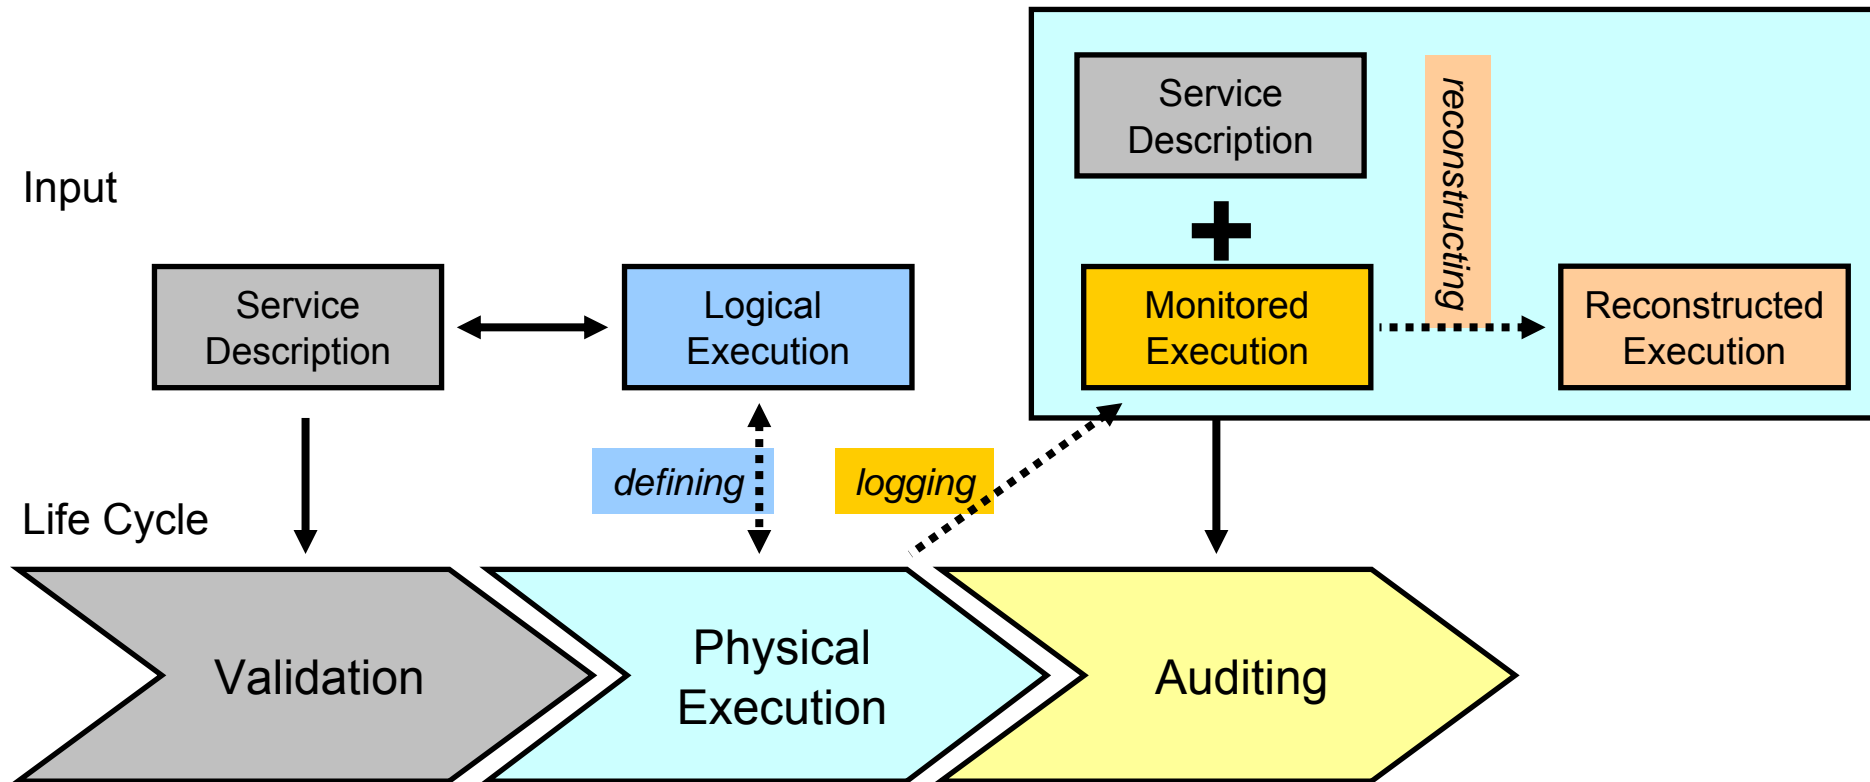 Service
Description
reconstructing
Input
Service
Description
Logical
Execution
Monitored
Execution
Reconstructed
Execution
defining
logging
Life Cycle
Validation
Physical
Execution
Auditing